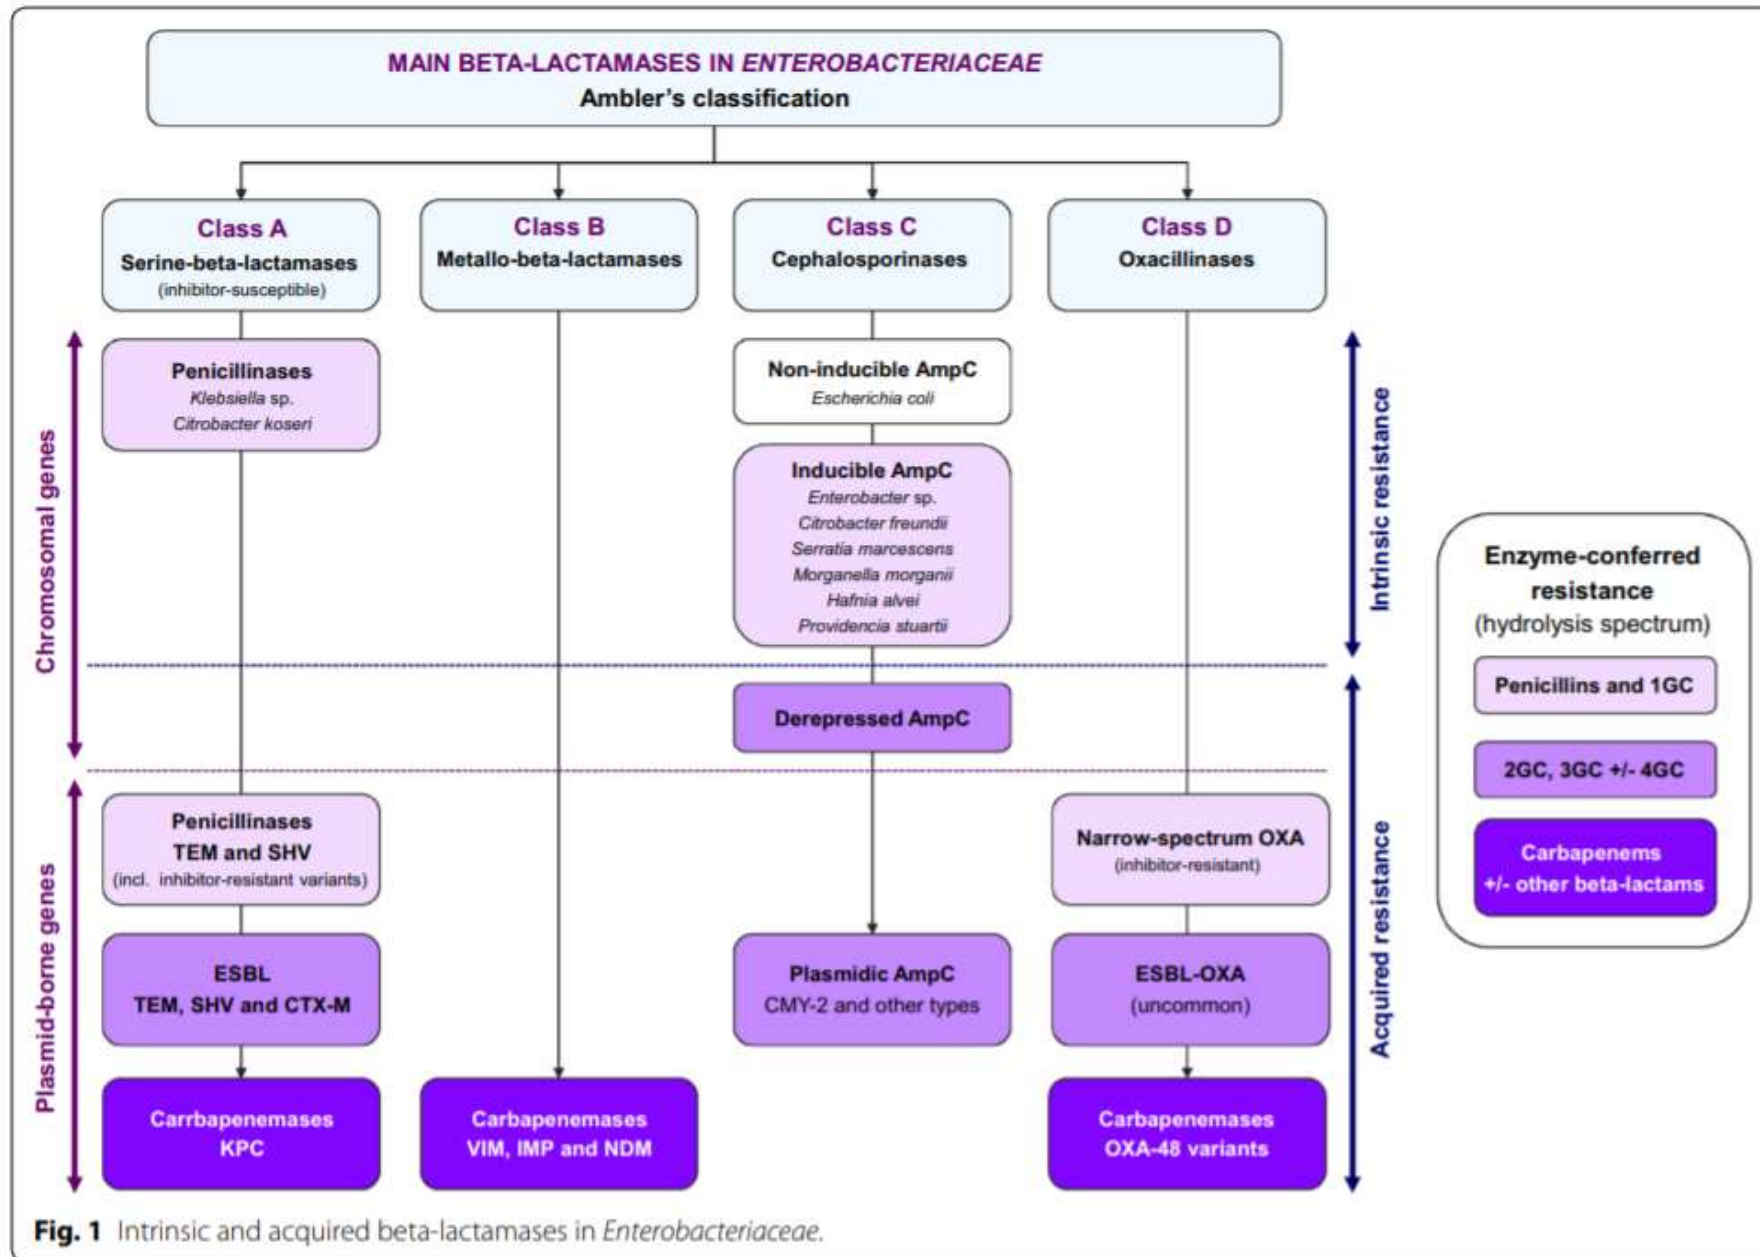 MAIN BETA-LACTAMASES IN ENTEROBACTERIACEAE
Ambler's classification
Class A
Serine-beta-lactamases
(inhibitor-susceptible)
Class B
Metallo-beta-lactamases
Class C
Cephalosporinases
Class D
Oxacillinases
Chromosomal genes
Penicillinases
Klebsiella sp.
Citrobacter koseri
Non-inducible AmpC
Escherichia coli
Inducible AmpC
Enterobacter sp.
Citrobacter freundii
Serratia marcescens
Morganella morganii
Hafnia alvei
Providencia stuartii
Intrinsic resistance
Derepressed AmpC
Plasmid-borne genes
Penicillinases
TEM and SHV
(incl. inhibitor-resistant variants)
Narrow-spectrum OXA
(inhibitor-resistant)
ESBL
TEM, SHV and CTX-M
Plasmidic AmpC
CMY-2 and other types
ESBL-OXA
(uncommon)
Carrbapenemases
KPC
Carbapenemases
VIM, IMP and NDM
Carbapenemases
OXA-48 variants
Acquired resistance
Enzyme-conferred
resistance
(hydrolysis spectrum)
Penicillins and 1GC
2GC, 3GC +/- 4GC
Carbapenems
+/- other beta-lactams
Fig. 1 Intrinsic and acquired beta-lactamases in Enterobacteriaceae.